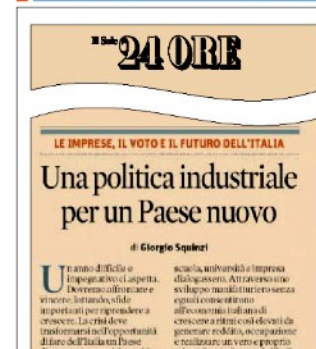 Il Sole
24 ORE
LE IMPRESE, IL VOTO E IL FUTURO DELL'ITALIA
Una politica industriale
per un Paese nuovo
di Giorgio Squinzi
Un anno difficile e
impegnativo ci aspetta.
Dovremo affrontare e
vincere, lottando, sfide
importanti per riprendere a
crescere. La crisi deve
trasformarsi nell'opportunità
di fare dell'Italia un Paese
scuola, università e impresa
dialogassero. Attraverso uno
sviluppo manifatturiero senza
eguali consentirono
all'economia italiana di
crescere a ritmi così elevati da
generare reddito, occupazione
e realizzare un vero e proprio